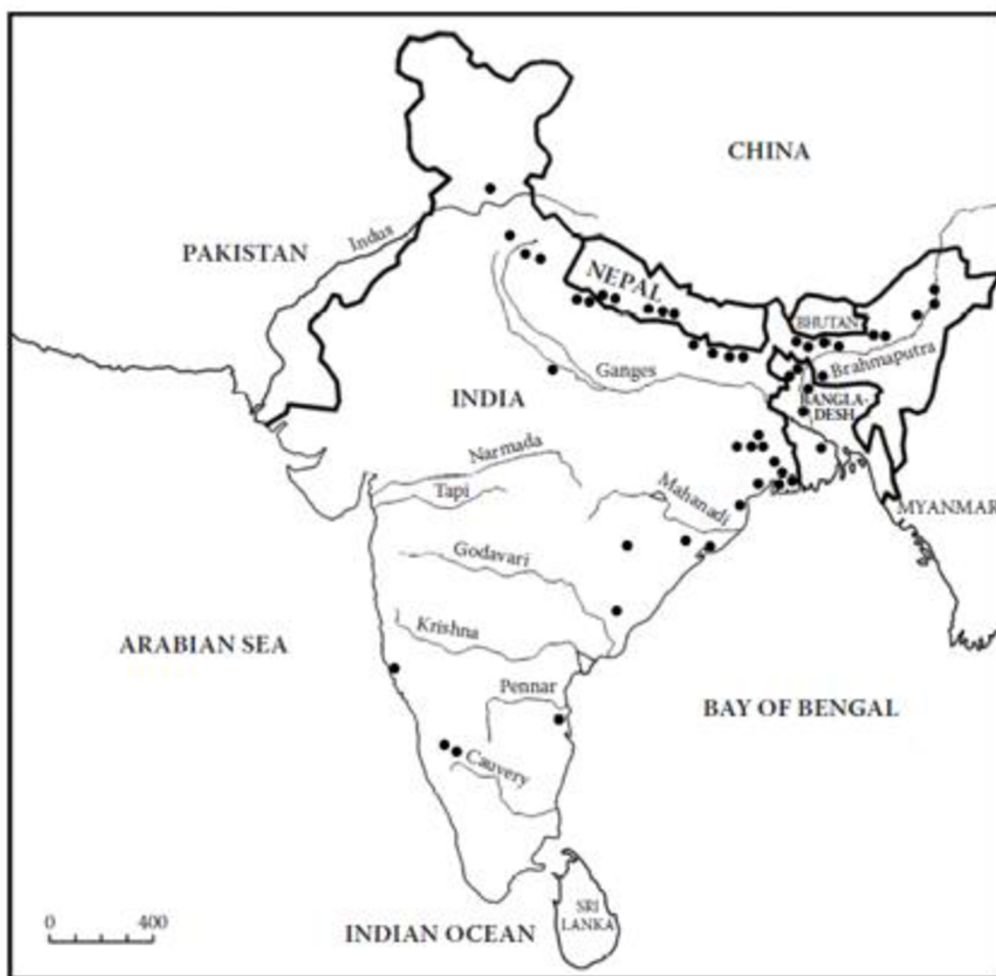 CHINA
PAKISTAN
Indus
NEPAL
BHUTAN
Brahmaputra
Ganges
BANGLA-
DESH
INDIA
Narmada
Tapi
Mahanadi
MYANMAR
Godavari
Krishna
ARABIAN SEA
Pennar
BAY OF BENGAL
Cauvery
SRI
LANKA
0 400
INDIAN OCEAN